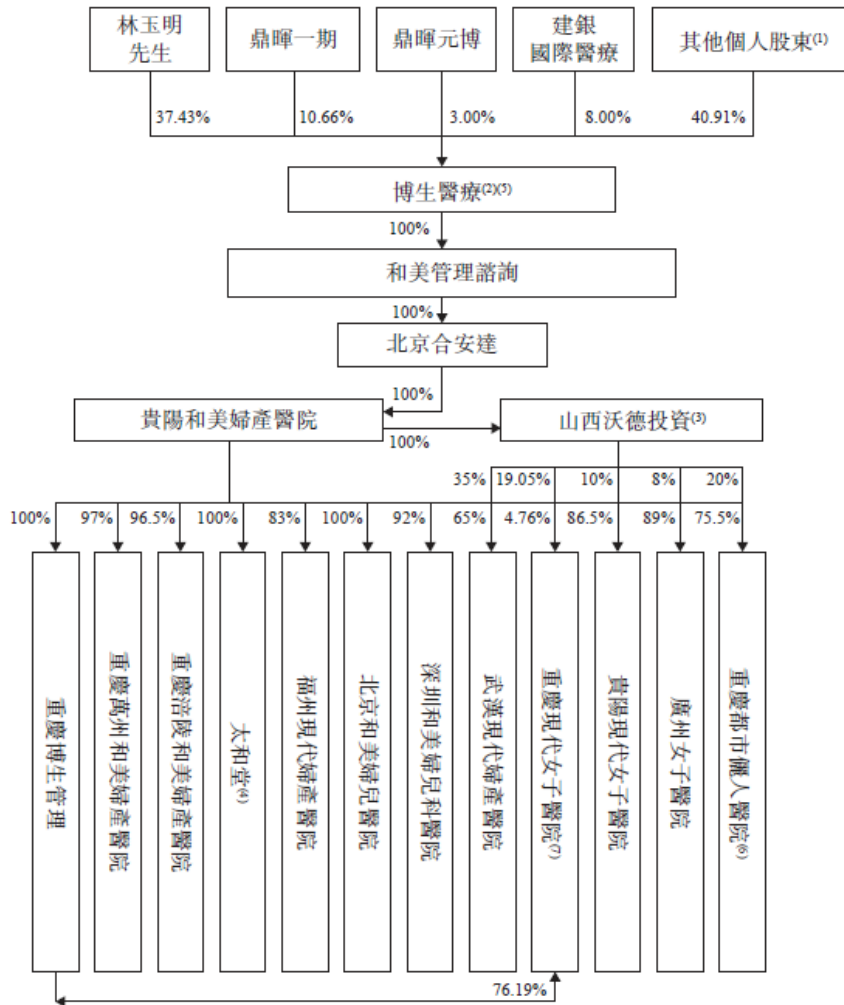 林玉明
先生
鼎暉一期
鼎暉元博
建銀
國際醫療
其他個人股東(1)
37.43%
10.66%
3.00%
8.00%
40.91%
博生醫療(2)(5)
100%
和美管理諮詢
100%
北京合安達
100%
貴陽和美婦產醫院
100%
山西沃德投資(3)
35%
19.05%
10%
8%
20%
100%
97%
96.5%
100%
83%
100%
92%
65%
4.76%
86.5%
89%
75.5%
重慶博生管理
重慶萬州和美婦產醫院
重慶涪陵和美婦產醫院
太和堂(4)
福州現代婦產醫院
北京和美婦兒醫院
深圳和美婦兒科醫院
武漢現代婦產醫院
重慶現代女子醫院(7)
貴陽現代女子醫院
廣州女子醫院
重慶都市儷人醫院(6)
76.19%